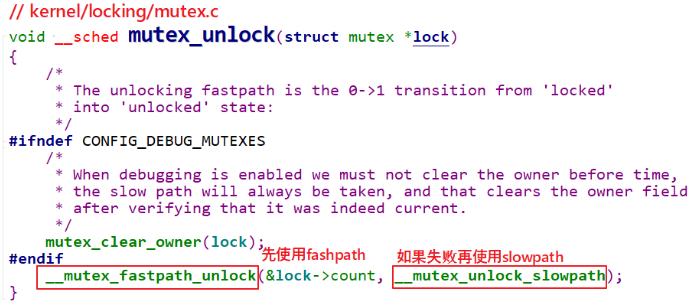 // kernel/locking/mutex.c
void __sched mutex_unlock(struct mutex *lock)
{
/*
* The unlocking fastpath is the 0->1 transition from 'locked'
* into 'unlocked' state:
*/
#ifndef CONFIG_DEBUG_MUTEXES
/*
* When debugging is enabled we must not clear the owner before time,
* the slow path will always be taken, and that clears the owner field
* after verifying that it was indeed current.
*/
mutex_clear_owner(lock);
#endif 先使用fashpath 如果失败再使用slowpath
__mutex_fastpath_unlock(&lock->count, __mutex_unlock_slowpath);
}